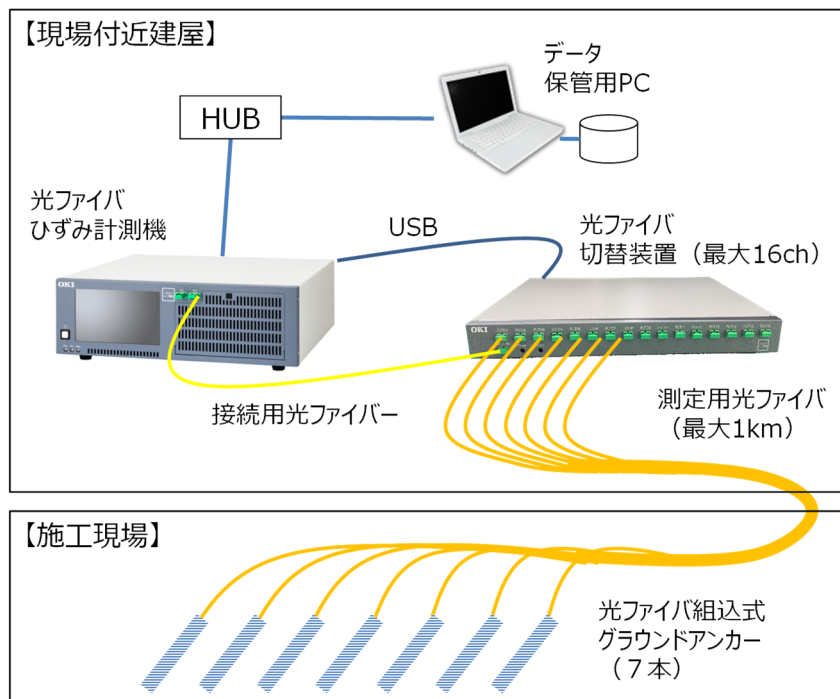 【現場付近建屋】
データ
保管用PC
HUB
光ファイバ
ひずみ計測機
USB
光ファイバ
切替装置（最大16ch）
OKI
OKI
接続用光ファイバー
測定用光ファイバ
（最大1km）
【施工現場】
光ファイバ組込式
グラウンドアンカー
（７本）